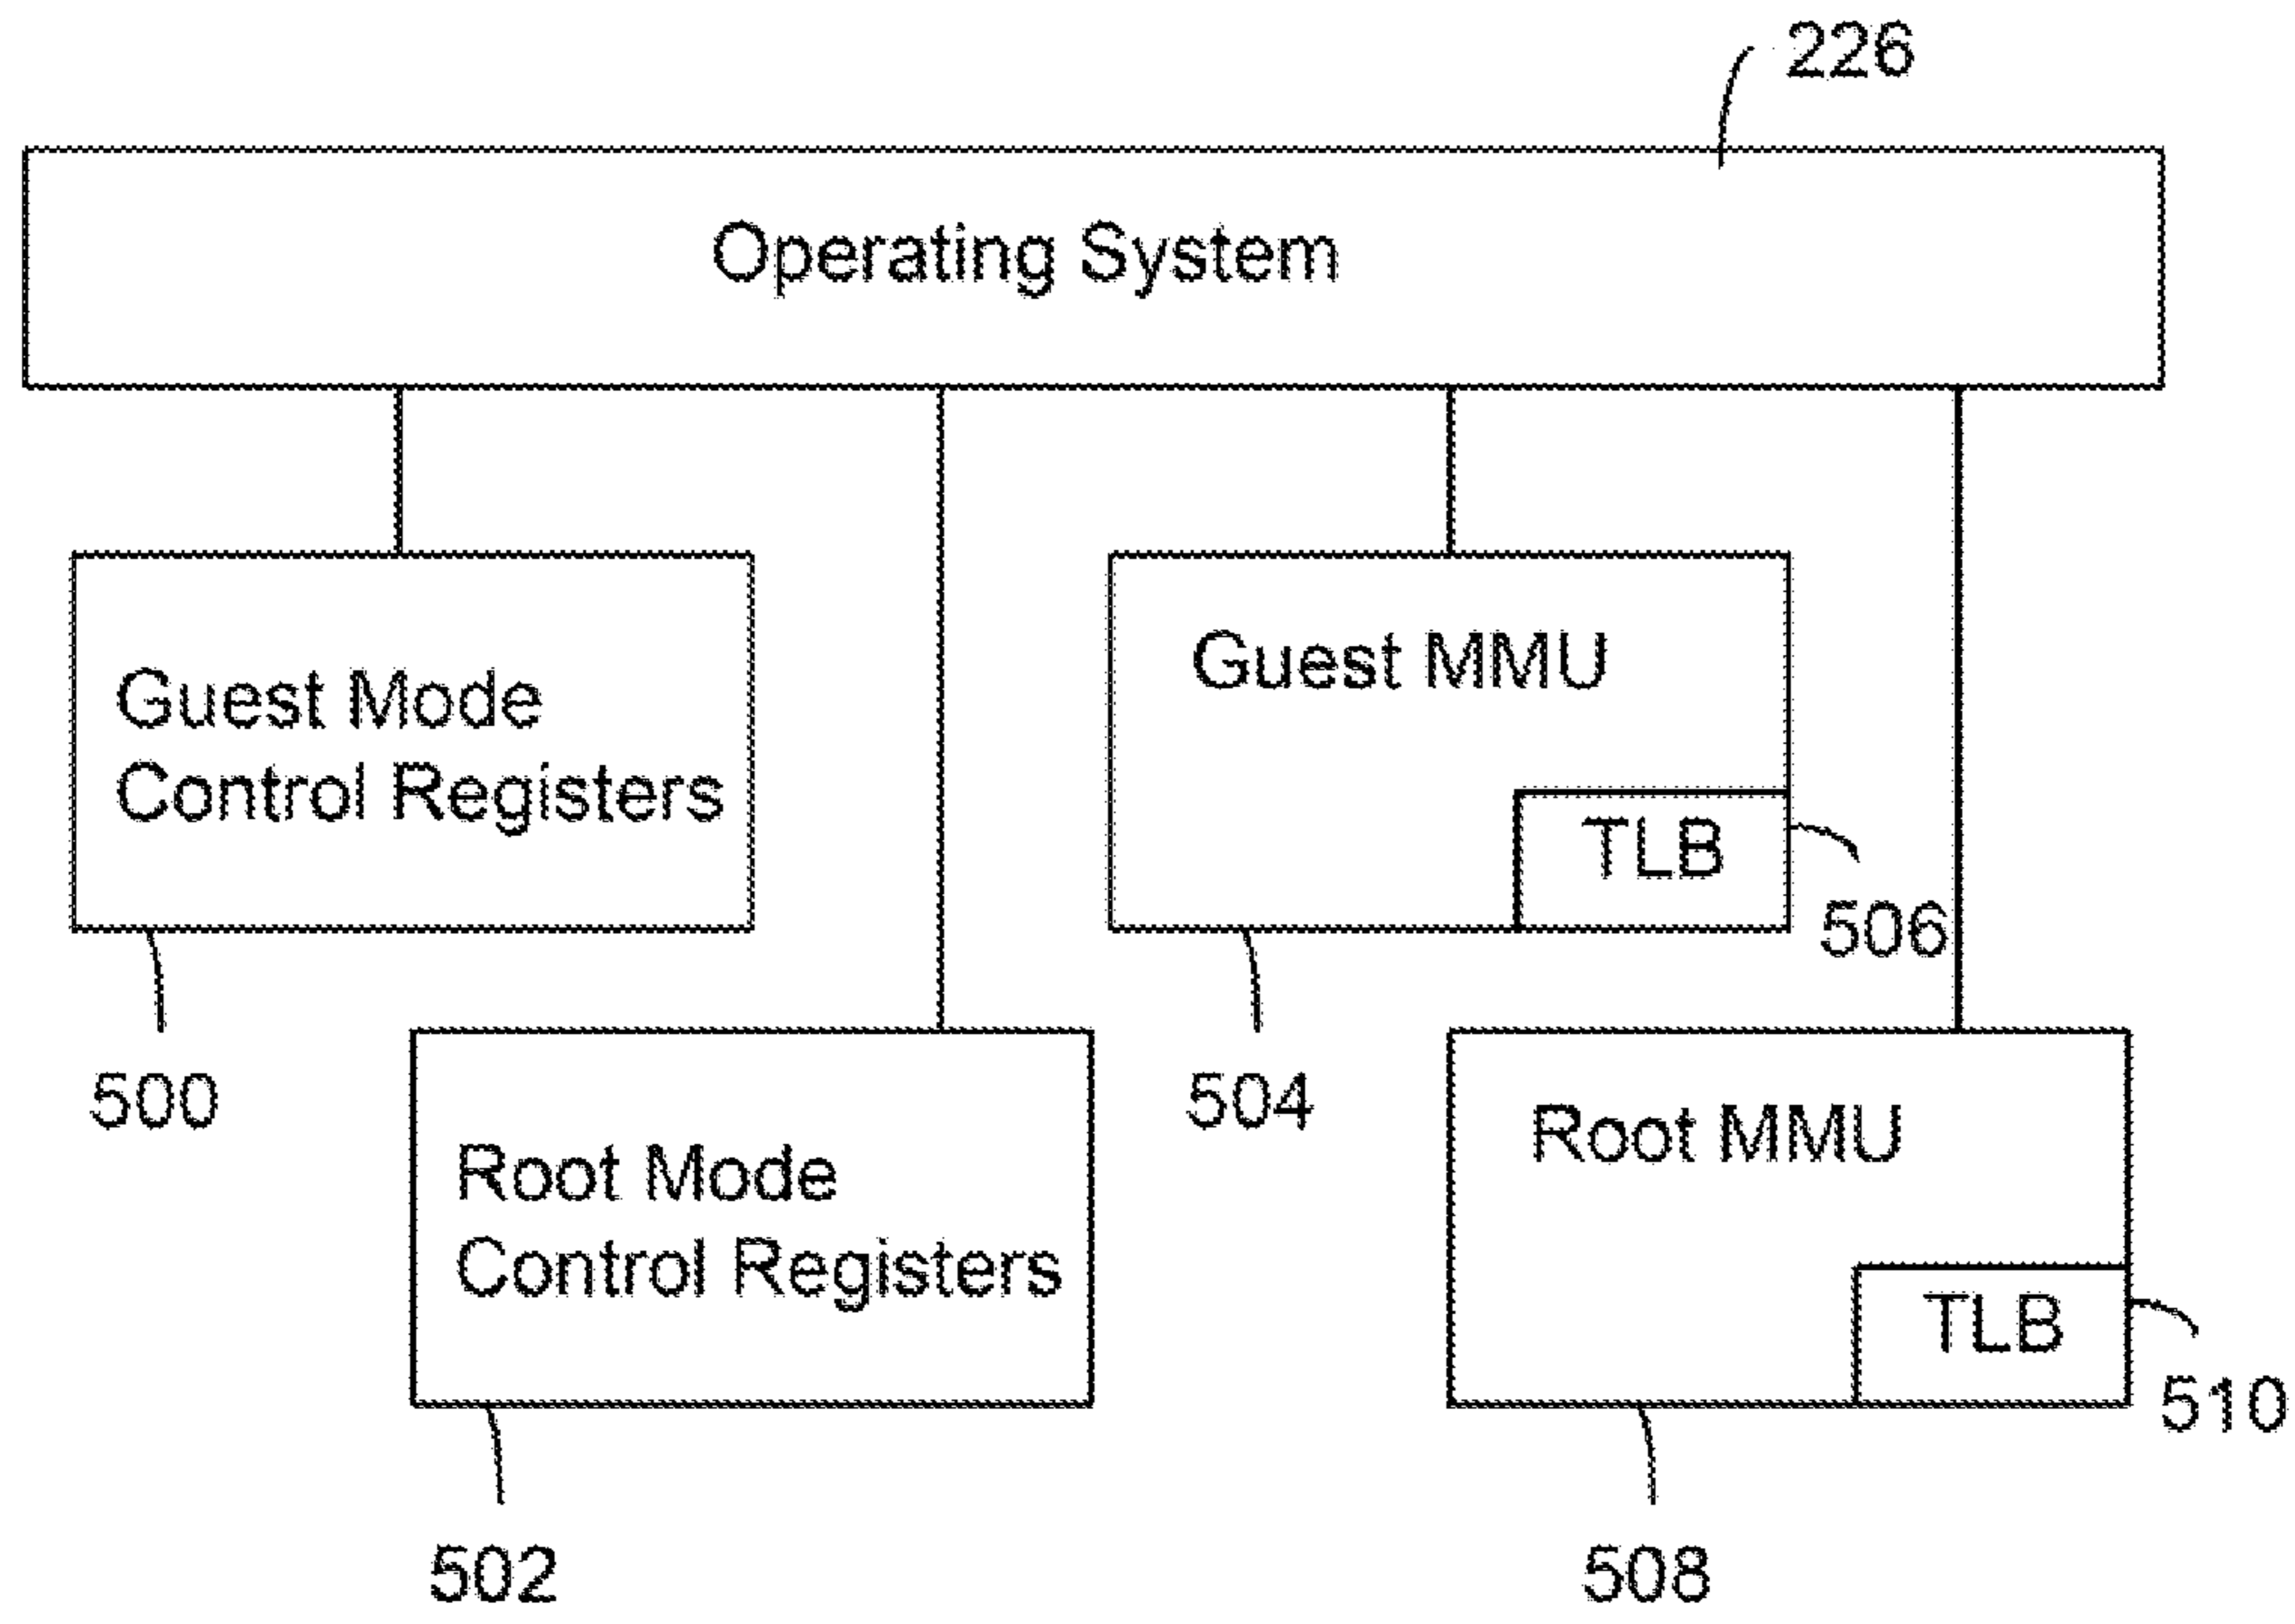 226
Operating System
Guest Mode
Control Registers
Guest MMU
TLB
506
500
504
Root Mode
Control Registers
Root MMU
TLB
510
502
508